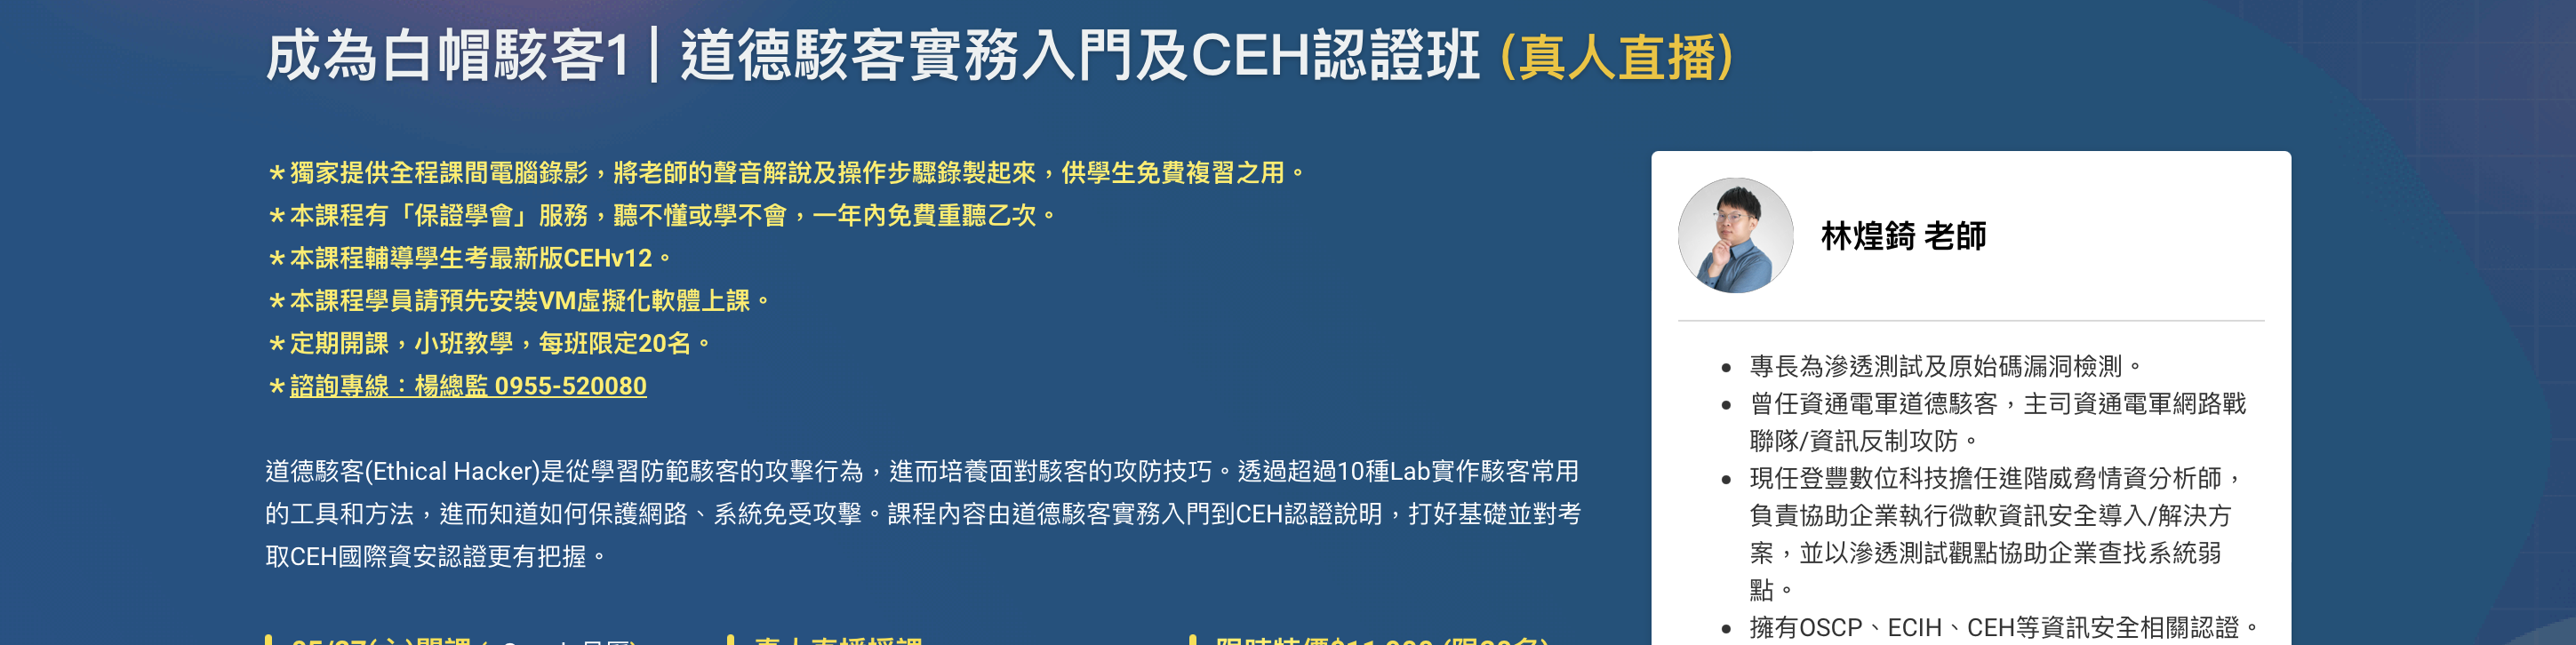 成為白帽駭客1 | 道德駭客實務入門及CEH認證班 (真人直播)
*獨家提供全程課間電腦錄影，將老師的聲音解說及操作步驟錄製起來，供學生免費複習之用。
*本課程有「保證學會」服務，聽不懂或學不會，一年內免費重聽乙次。
*本課程輔導學生考最新版CEHv12。
*本課程學員請預先安裝VM虛擬化軟體上課。
*定期開課，小班教學，每班限定20名。
*諮詢專線：楊總監 0955-520080
道德駭客(Ethical Hacker)是從學習防範駭客的攻擊行為，進而培養面對駭客的攻防技巧。透過超過10種Lab實作駭客常用
的工具和方法，進而知道如何保護網路、系統免受攻擊。課程內容由道德駭客實務入門到CEH認證說明，打好基礎並對考
取CEH國際資安認證更有把握。
真人直播授課
林煌錡 老師
• 專長為滲透測試及原始碼漏洞檢測。
• 曾任資通電軍道德駭客，主司資通電軍網路戰
聯隊/資訊反制攻防。
• 現任登豐數位科技擔任進階威脅情資分析師，
負責協助企業執行微軟資訊安全導入/解決方
案，並以滲透測試觀點協助企業查找系統弱
點。
• 擁有OSCP、ECIH、CEH等資訊安全相關認證。